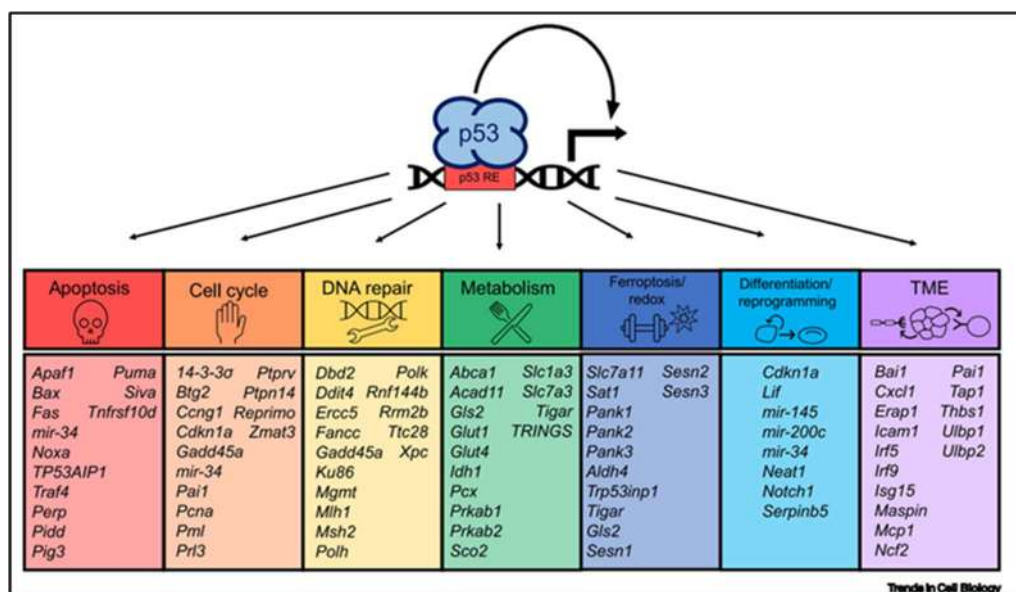 p53
p53 RE
Apoptosis
Cell cycle
DNA repair
Metabolism
Ferroptosis/
redox
Differentiation/
reprogramming
TME
Apaf1 Puma
Bax Siva
Fas Tnfrsf10d
mir-34
Noxa
TP53AIP1
Traf4
Perp
Pidd
Pig3
14-3-3σ Ptprv
Btg2 Ptpn14
Ccng1 Reprimo
Cdkn1a Zmat3
Gadd45a
mir-34
Pai1
Pcna
Pml
Prl3
Dbd2 Polk
Ddit4 Rnf144b
Ercc5 Rrm2b
Fancc Ttc28
Gadd45a Xpc
Ku86
Mgmt
Mlh1
Msh2
Polh
Abca1 Slc1a3
Acad11 Slc7a3
Gls2 Tigar
Glut1 TRINGS
Glut4
Idh1
Pcx
Prkab1
Prkab2
Sco2
Slc7a11 Sesn2
Sat1 Sesn3
Pank1
Pank2
Pank3
Aldh4
Trp53inp1
Tigar
Gls2
Sesn1
Cdkn1a
Lif
mir-145
mir-200c
mir-34
Neat1
Notch1
Serpinb5
Bai1 Pai1
Cxcl1 Tap1
Erap1 Thbs1
Icam1 Ulbp1
Irf5 Ulbp2
Irf9
Isg15
Maspin
Mcp1
Ncf2
Trends in Cell Biology